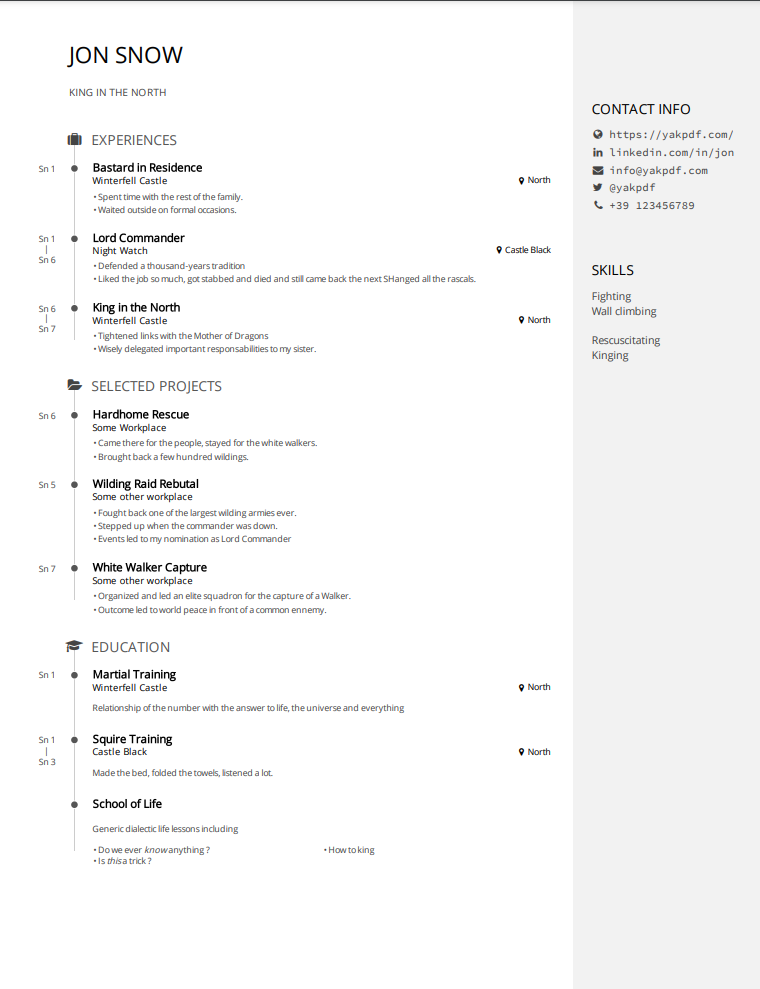 JON SNOW
KING IN THE NORTH
EXPERIENCES
Sn 1
Bastard in Residence
Winterfell Castle
North
• Spent time with the rest of the family.
• Waited outside on formal occasions.
Sn 1
|
Sn 6
Lord Commander
Night Watch
Castle Black
• Defended a thousand-years tradition
• Liked the job so much, got stabbed and died and still came back the next SHanged all the rascals.
Sn 6
|
Sn 7
King in the North
Winterfell Castle
North
• Tightened links with the Mother of Dragons
• Wisely delegated important responsabilities to my sister.
SELECTED PROJECTS
Sn 6
Hardhome Rescue
Some Workplace
• Came there for the people, stayed for the white walkers.
• Brought back a few hundred wildings.
Sn 5
Wilding Raid Rebutal
Some other workplace
• Fought back one of the largest wilding armies ever.
• Stepped up when the commander was down.
• Events led to my nomination as Lord Commander
Sn 7
White Walker Capture
Some other workplace
• Organized and led an elite squadron for the capture of a Walker.
• Outcome led to world peace in front of a common ennemy.
EDUCATION
Sn 1
Martial Training
Winterfell Castle
North
Relationship of the number with the answer to life, the universe and everything
Sn 1
|
Sn 3
Squire Training
Castle Black
North
Made the bed, folded the towels, listened a lot.
School of Life
Generic dialectic life lessons including
• Do we ever know anything ?
• Is this a trick ?
• How to king
CONTACT INFO
https://yakpdf.com/
linkedin.com/in/jon
info@yakpdf.com
@yakpdf
+39 123456789
SKILLS
Fighting
Wall climbing
Rescuscitating
Kinging